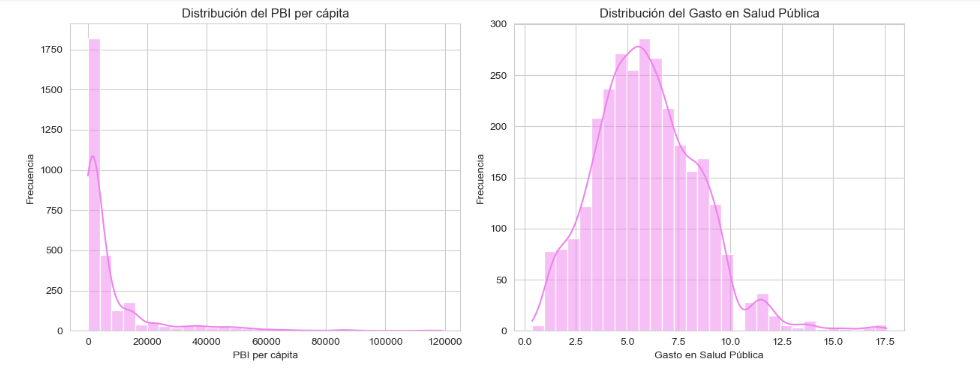 Distribución del PBI per cápita
Frecuencia
1750
1500
1250
1000
750
500
250
0
0 20000 40000 60000 80000 100000 120000
PBI per cápita
Distribución del Gasto en Salud Pública
Frecuencia
300
250
200
150
100
50
0
0.0 2.5 5.0 7.5 10.0 12.5 15.0 17.5
Gasto en Salud Pública